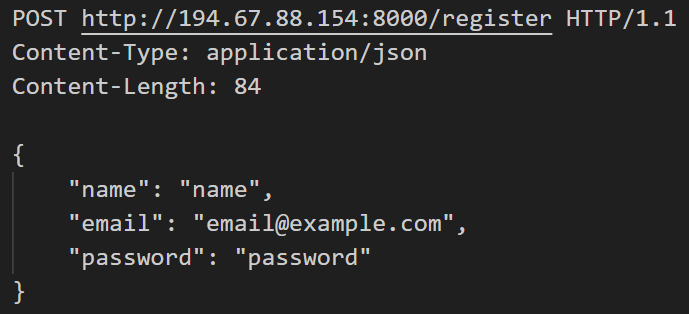 POST http://194.67.88.154:8000/register HTTP/1.1
Content-Type: application/json
Content-Length: 84

{
    "name": "name",
    "email": "email@example.com",
    "password": "password"
}